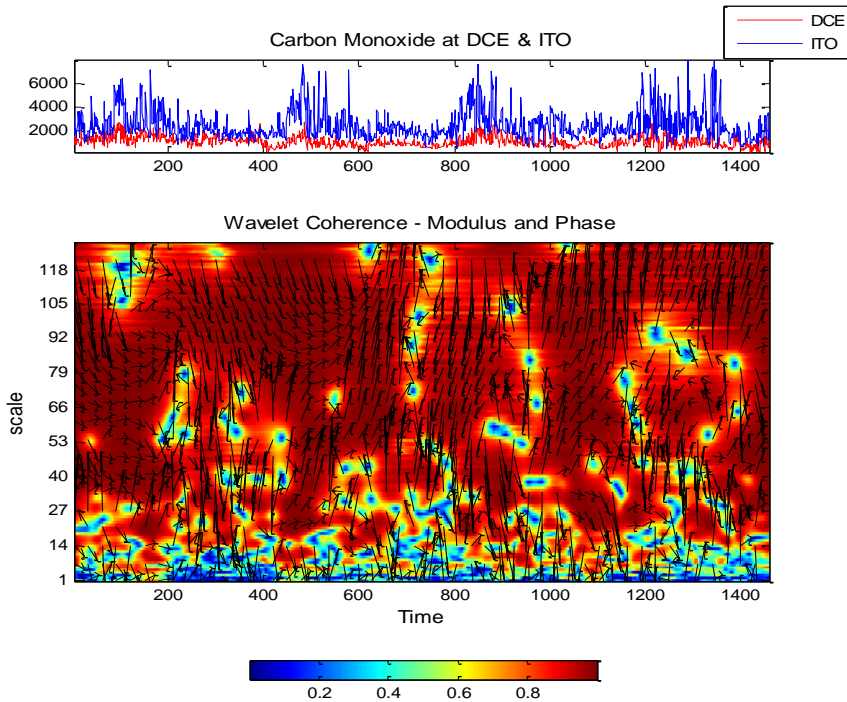 DCE
ITO
Carbon Monoxide at DCE & ITO
6000
4000
2000
200 400 600 800 1000 1200 1400
Wavelet Coherence - Modulus and Phase
118
105
92
79
66
53
40
27
14
1
scale
200 400 600 800 1000 1200 1400
Time
0.2 0.4 0.6 0.8